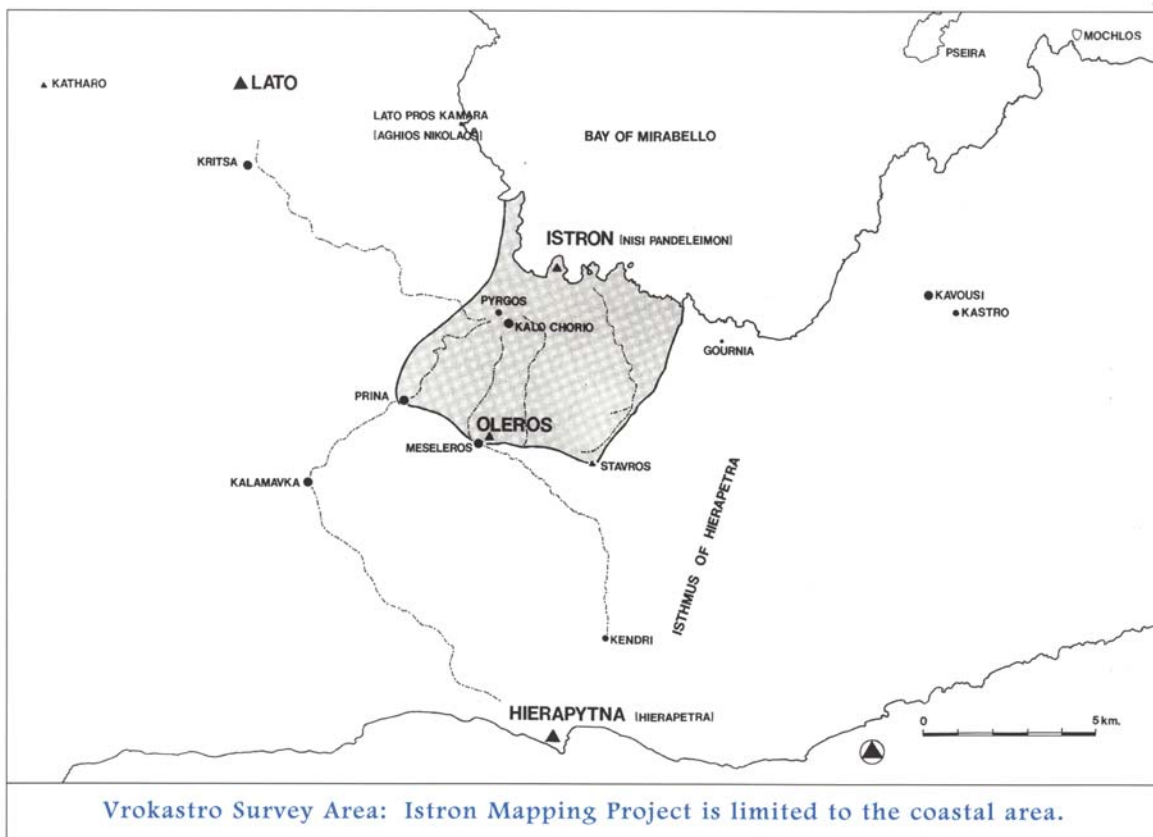 MOCHLOS
PSEIRA
KATHARO
LATO
LATO PROS KAMARA
[AGHIOS NIKOLAOS]
BAY OF MIRABELLO
KRITSA
ISTRON [NISI PANDELEIMON]
KAVOUSI
KASTRO
PYRGOS
KALO CHORIO
GOURNIA
PRINA
OLEROS
MESELEROS
STAVROS
KALAMAVKA
ISTHMUS OF HIERAPETRA
KENDRI
HIERAPYTNA [HIERAPETRA]
0 5 km.
Vrokastro Survey Area: Istron Mapping Project is limited to the coastal area.